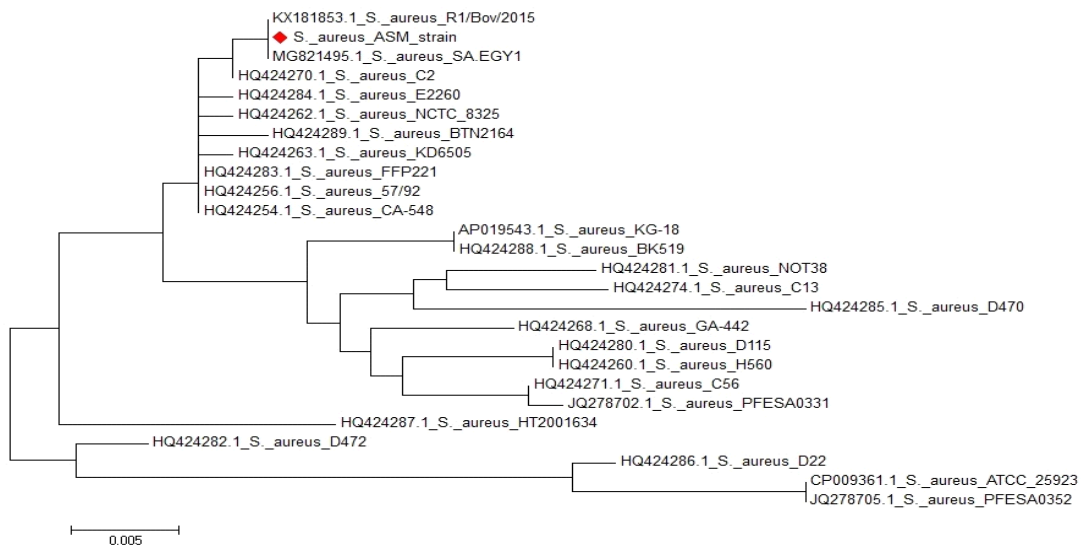 KX181853.1_S._aureus_R1/Bov/2015
S._aureus_ASM_strain
MG821495.1_S._aureus_SA.EGY1
HQ424270.1_S._aureus_C2
HQ424284.1_S._aureus_E2260
HQ424262.1_S._aureus_NCTC_8325
HQ424289.1_S._aureus_BTN2164
HQ424263.1_S._aureus_KD6505
HQ424283.1_S._aureus_FFP221
HQ424256.1_S._aureus_57/92
HQ424254.1_S._aureus_CA-548
AP019543.1_S._aureus_KG-18
HQ424288.1_S._aureus_BK519
HQ424281.1_S._aureus_NOT38
HQ424274.1_S._aureus_C13
HQ424285.1_S._aureus_D470
HQ424268.1_S._aureus_GA-442
HQ424280.1_S._aureus_D115
HQ424260.1_S._aureus_H560
HQ424271.1_S._aureus_C56
JQ278702.1_S._aureus_PFESA0331
HQ424287.1_S._aureus_HT2001634
HQ424282.1_S._aureus_D472
HQ424286.1_S._aureus_D22
CP009361.1_S._aureus_ATCC_25923
JQ278705.1_S._aureus_PFESA0352
0.005